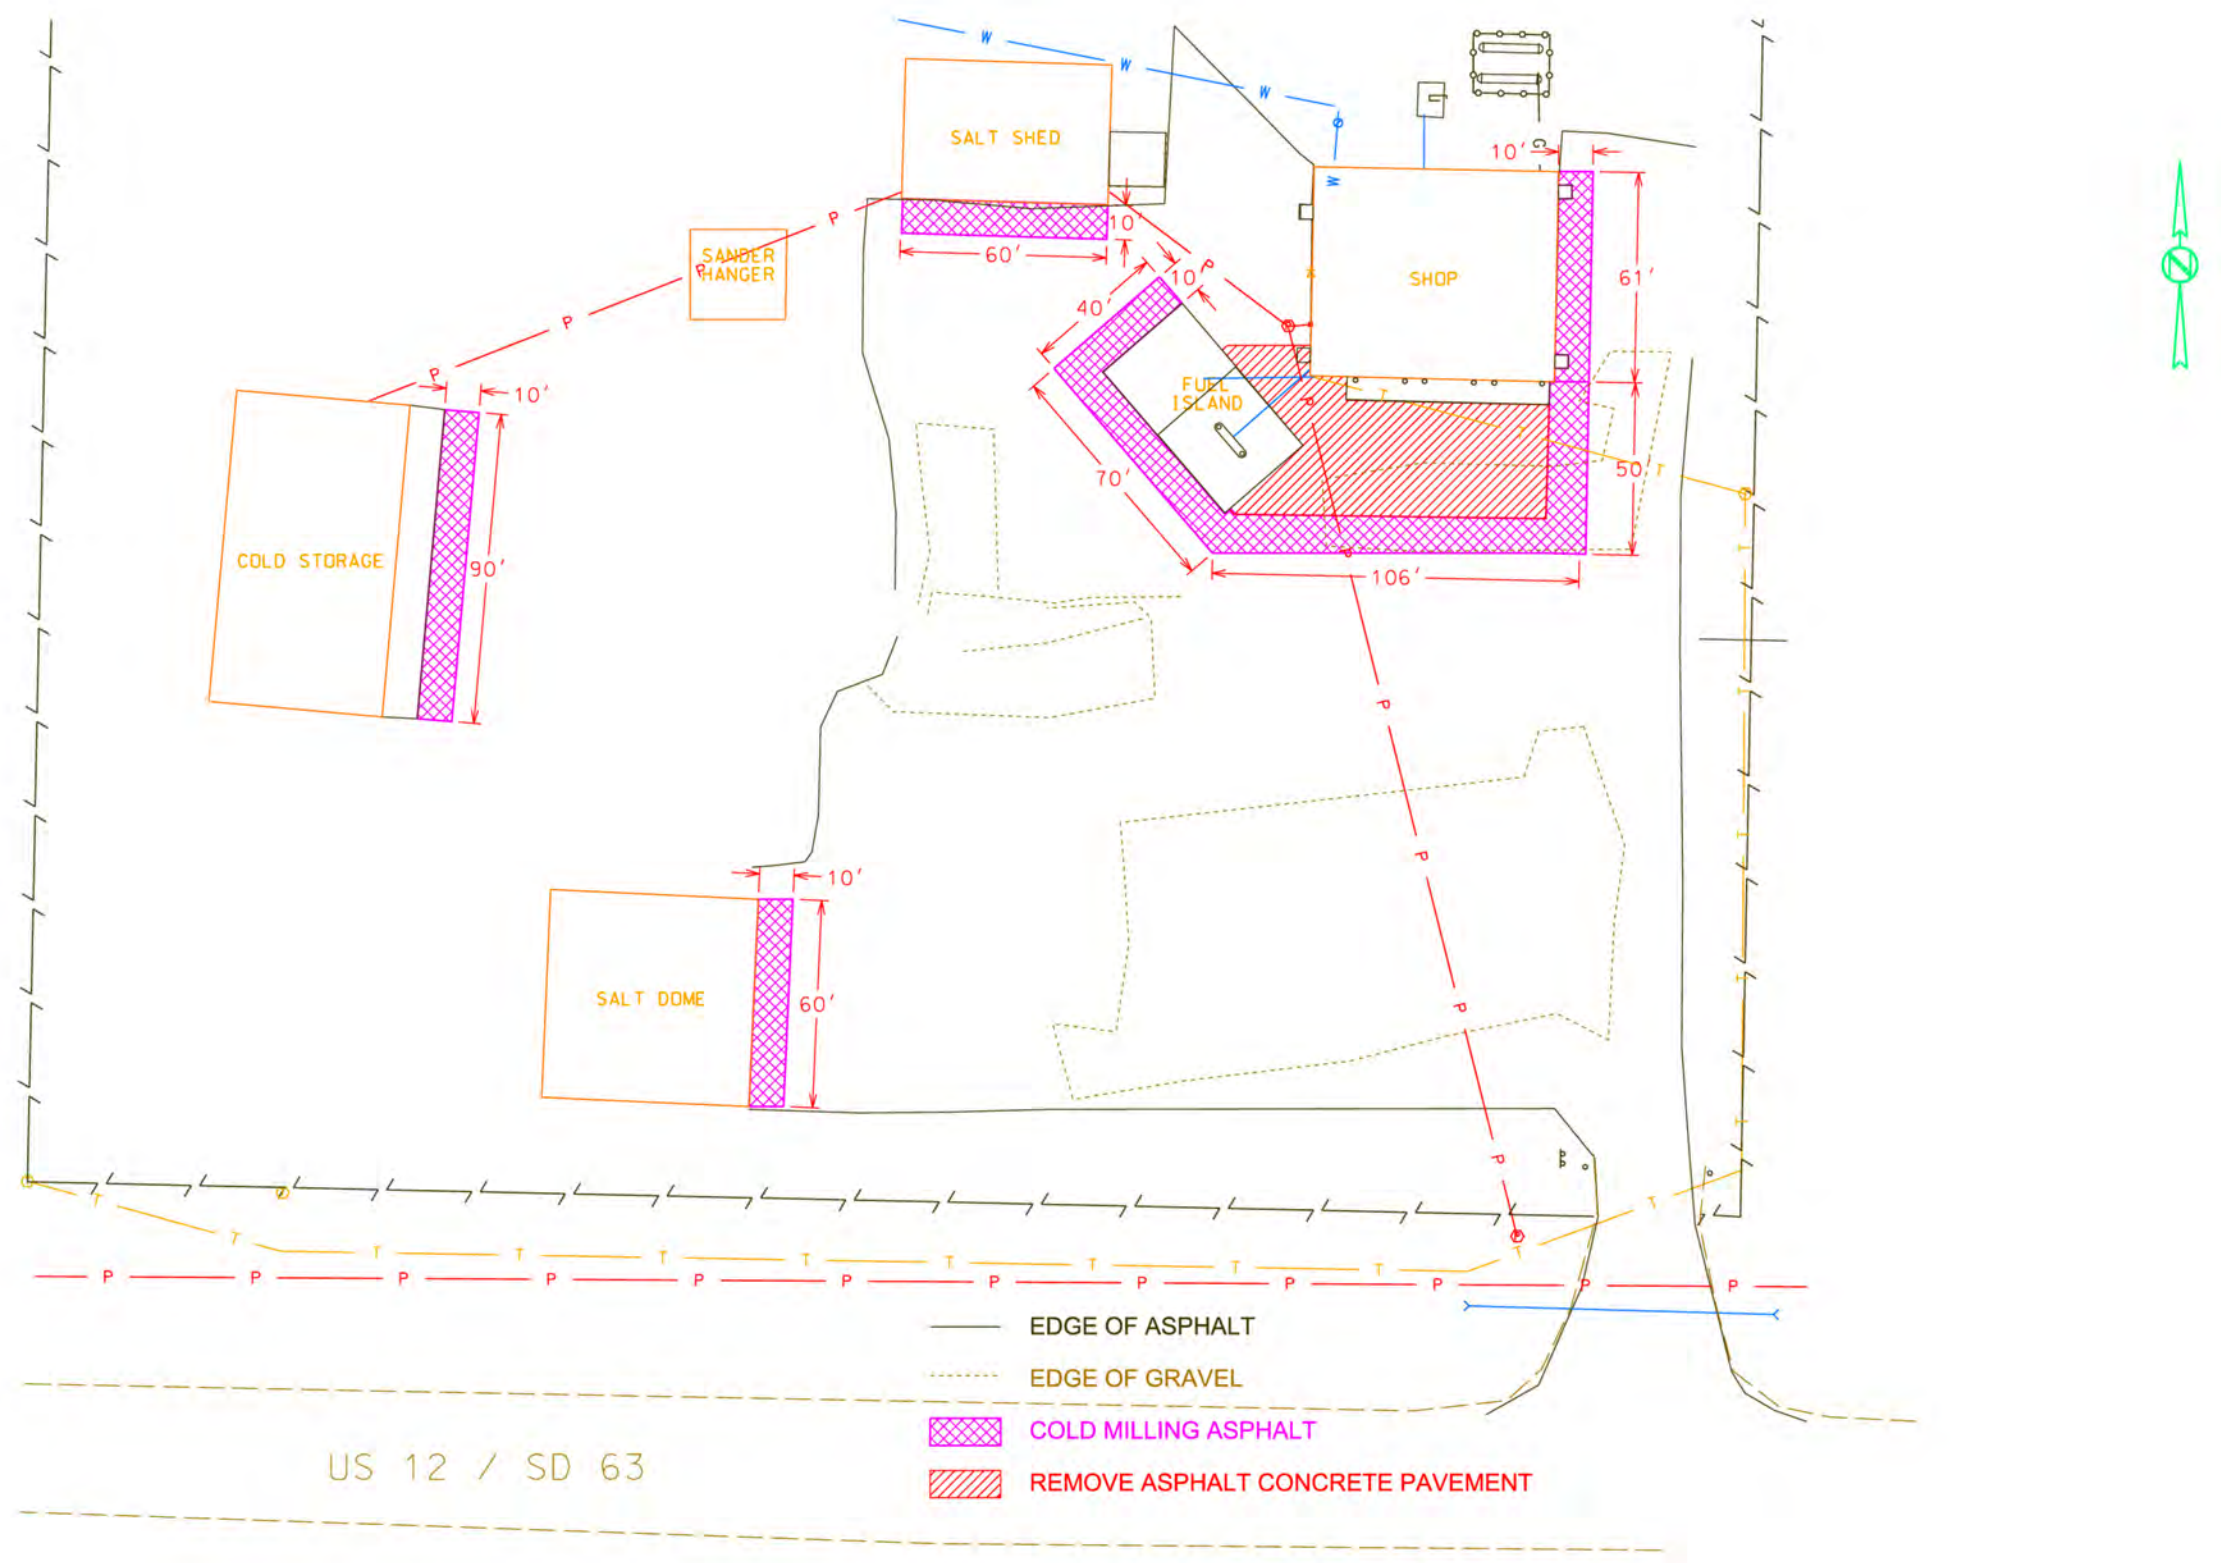 W
W
W
W
SALT SHED
G
10'
10'
60'
P
SANDER
HANGER
P
P
P
P
10'
40'
SHOP
61'
10'
FUEL
ISLAND
P
T
T
T
50'
70'
P
106'
COLD STORAGE
90'
T
T
T
T
T
P
P
P
P
10'
SALT DOME
60'
T
T
T
T
T
T
T
T
T
T
T
T
P
P
P
P
P
P
P
P
P
P
P
P
EDGE OF ASPHALT
EDGE OF GRAVEL
COLD MILLING ASPHALT
REMOVE ASPHALT CONCRETE PAVEMENT
US 12 / SD 63
N